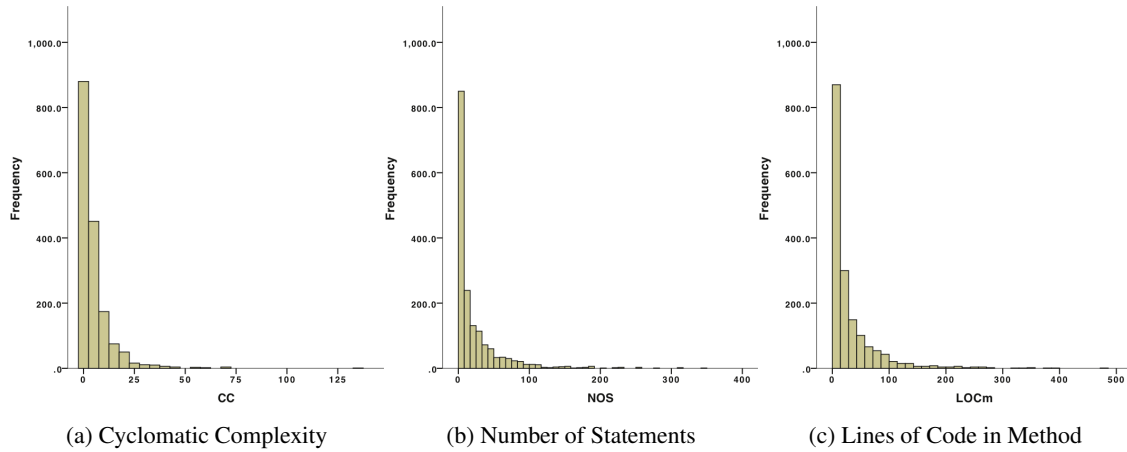 1,000.0
800.0
600.0
400.0
200.0
.0
Frequency
0 25 50 75 100 125
CC
(a) Cyclomatic Complexity
1,000.0
800.0
600.0
400.0
200.0
.0
Frequency
0 100 200 300 400
NOS
(b) Number of Statements
1,000.0
800.0
600.0
400.0
200.0
.0
Frequency
0 100 200 300 400 500
LOCm
(c) Lines of Code in Method